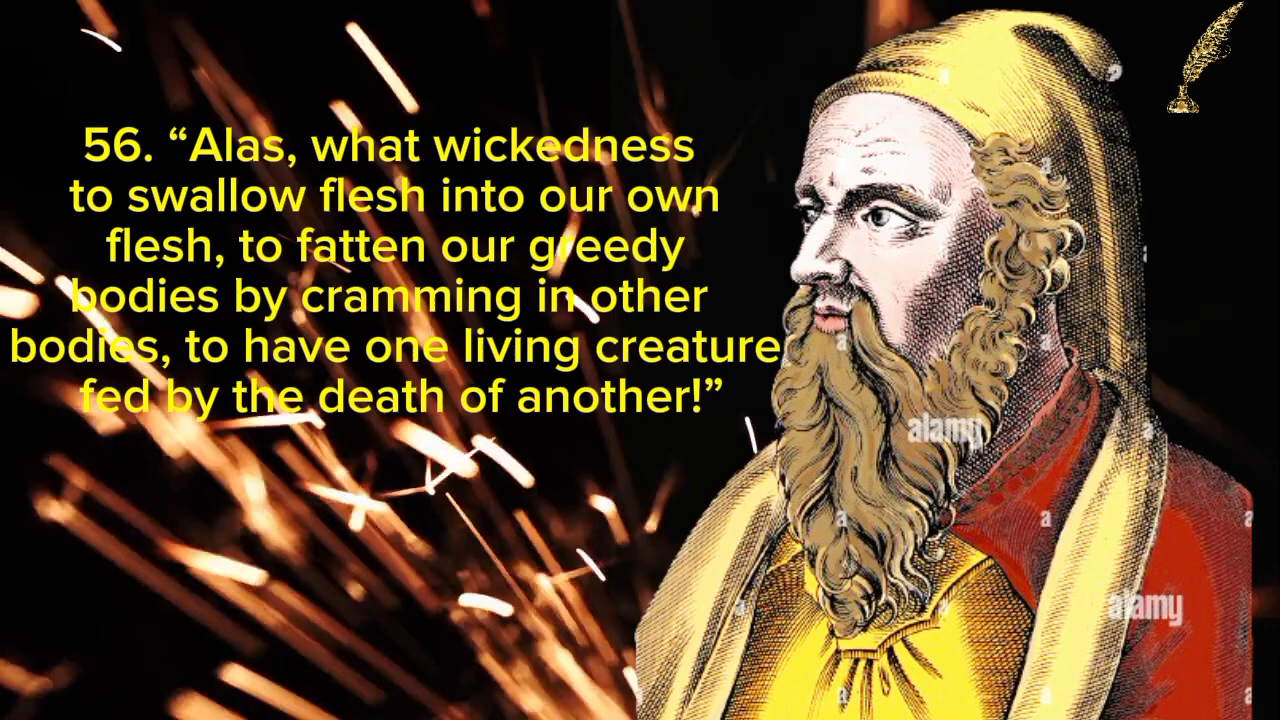 56. “Alas, what wickedness
to swallow flesh into our own
flesh, to fatten our greedy
bodies by cramming in other
bodies, to have one living creature
fed by the death of another!”
alamy
alamy
a
a
a
a
a
a
a
a
a
a
a
a
a